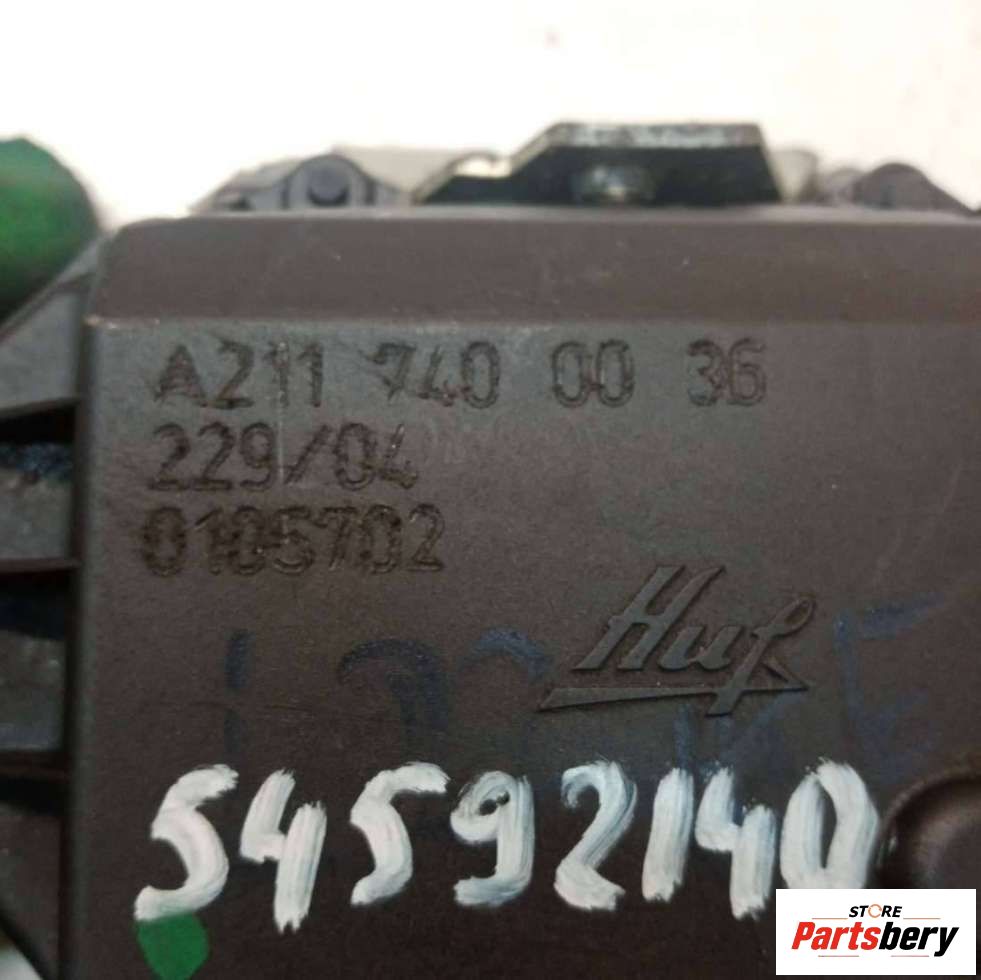 A211 740 00 36
229/04
0105702
Huf
54592140
STORE
Partsbery